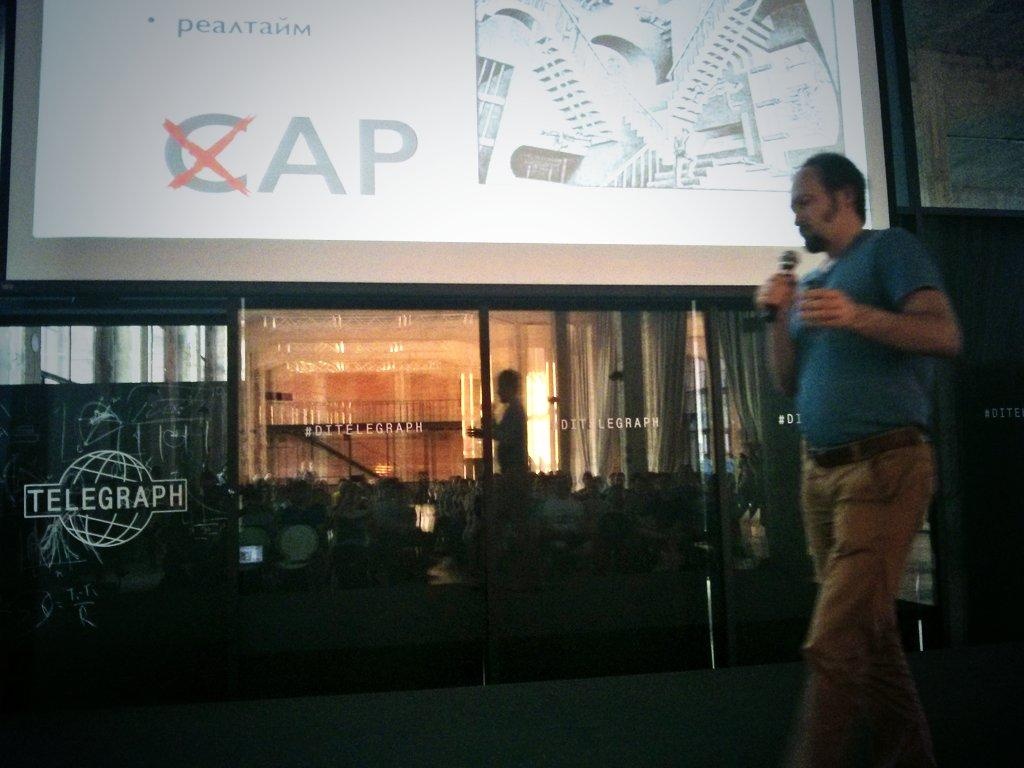 • реалтайм
CAP
#DITELEGRAPH
DITELEGRAPH
#DI
#DITE
TELEGRAPH